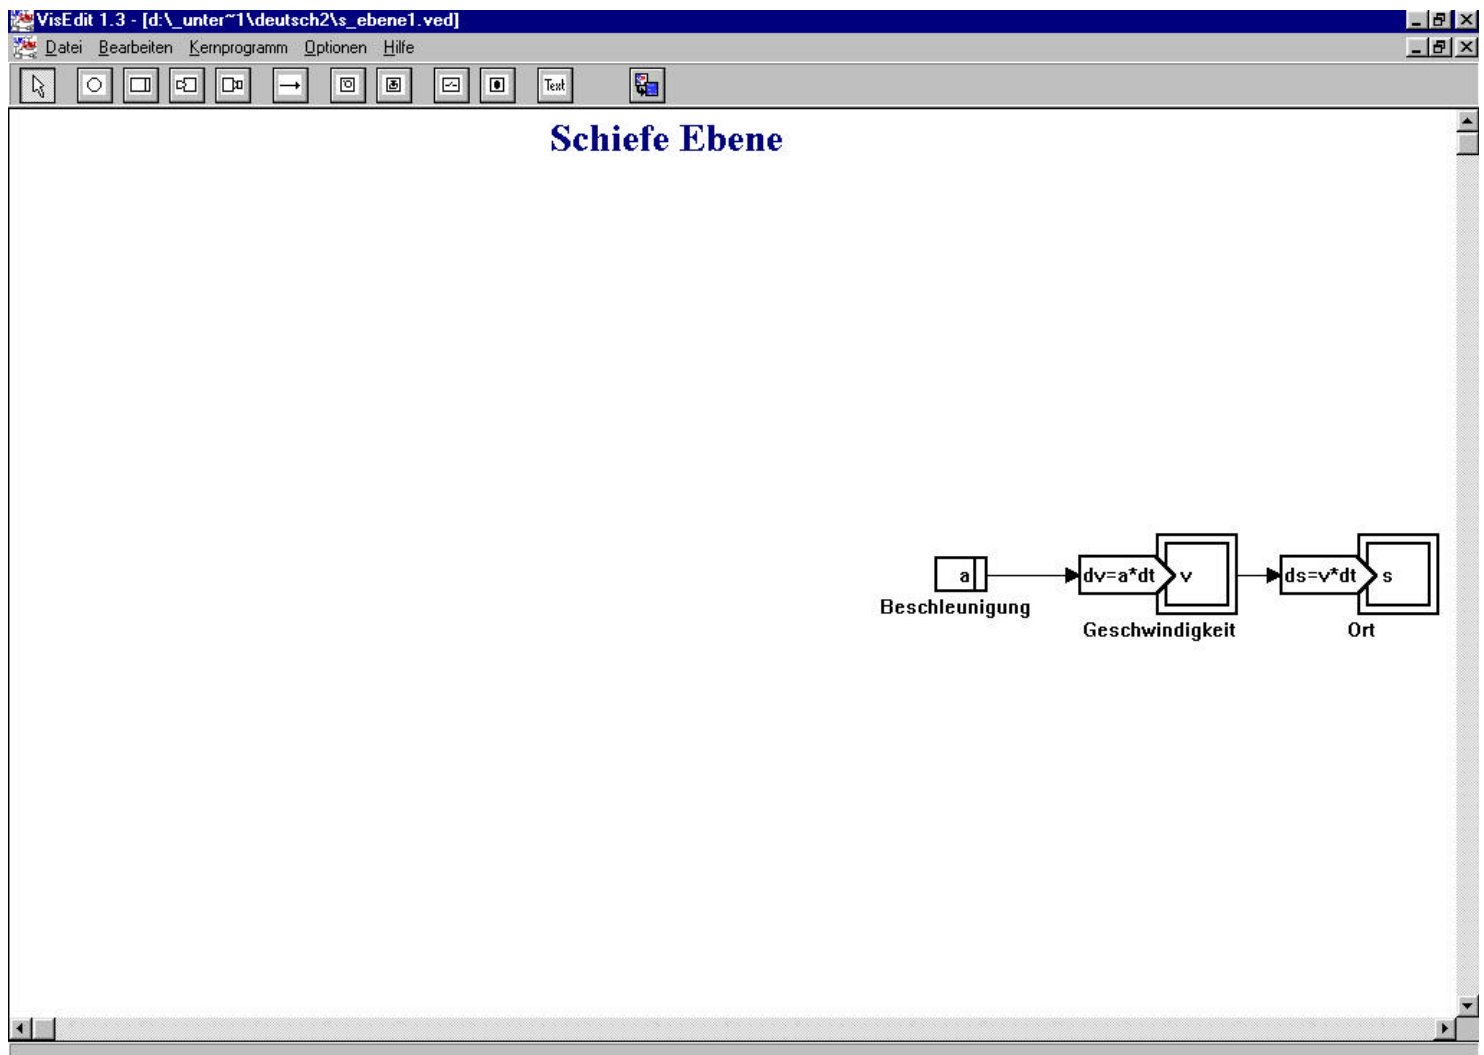 VisEdit 1.3 - [d:\_unter~1\deutsch2\s_ebene1.ved]
Datei Bearbeiten Kernprogramm Optionen Hilfe
Text
Schiefe Ebene
a dv=a*dt v ds=v*dt s
Beschleunigung
Geschwindigkeit Ort